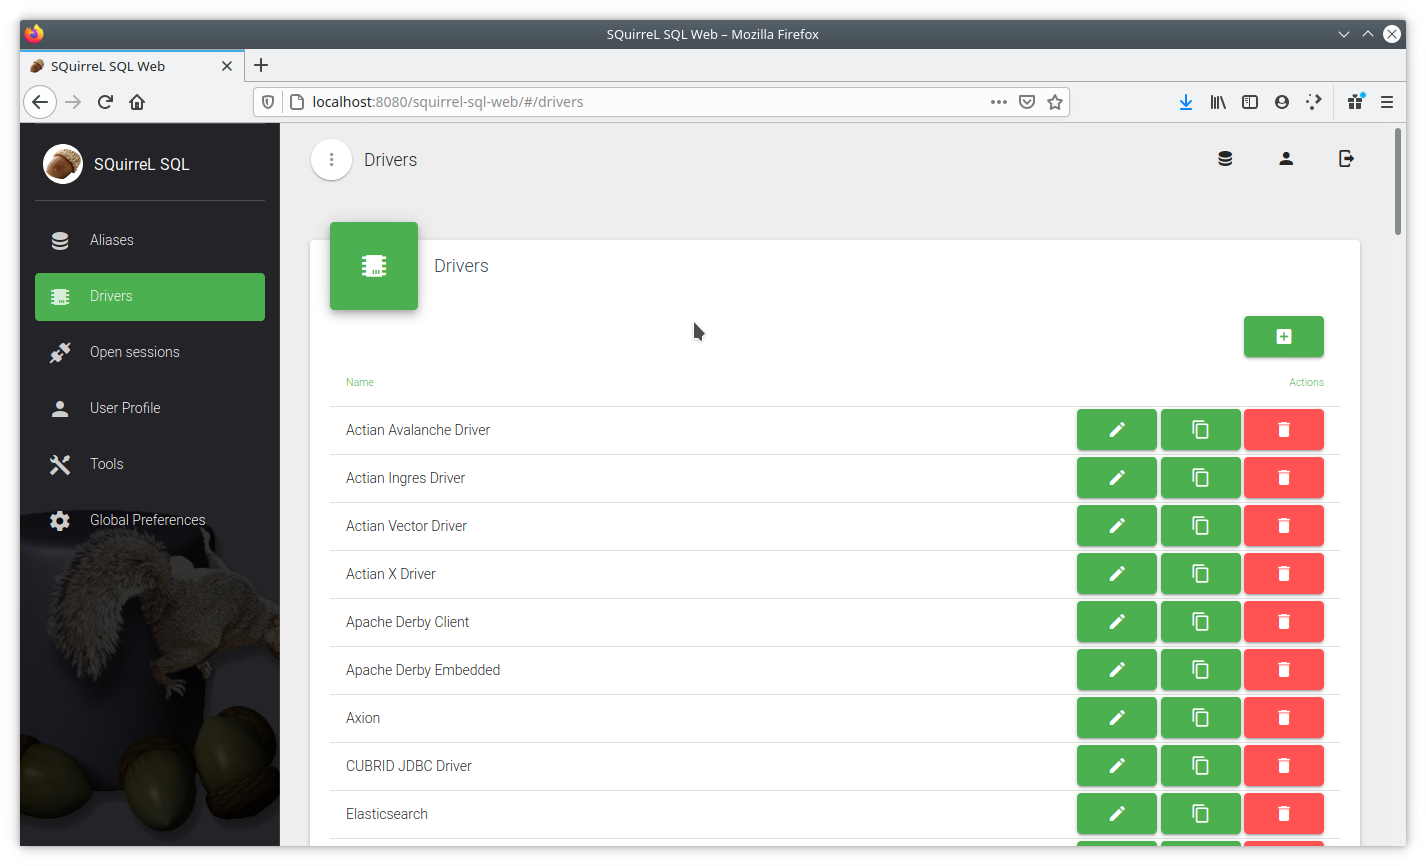 SQuirreL SQL Web – Mozilla Firefox
SQuirreL SQL Web
localhost:8080/squirrel-sql-web/#/drivers
SQuirreL SQL
Drivers
Aliases
Drivers
Open sessions
User Profile
Tools
Global Preferences
Drivers
Name Actions
Actian Avalanche Driver
Actian Ingres Driver
Actian Vector Driver
Actian X Driver
Apache Derby Client
Apache Derby Embedded
Axion
CUBRID JDBC Driver
Elasticsearch